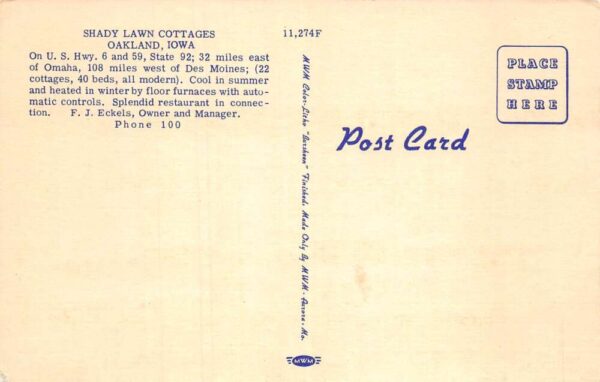 SHADY LAWN COTTAGES
OAKLAND, IOWA
On U. S. Hwy. 6 and 59, State 92; 32 miles east
of Omaha, 108 miles west of Des Moines; (22
cottages, 40 beds, all modern). Cool in summer
and heated in winter by floor furnaces with auto-
matic controls. Splendid restaurant in connec-
tion. F. J. Eckels, Owner and Manager.
Phone 100
11,274F
MWM Color-Litho "Varsheen" Finished. Made Only By MWM - Aurora, Mo.
MWM
Post Card
PLACE
STAMP
HERE